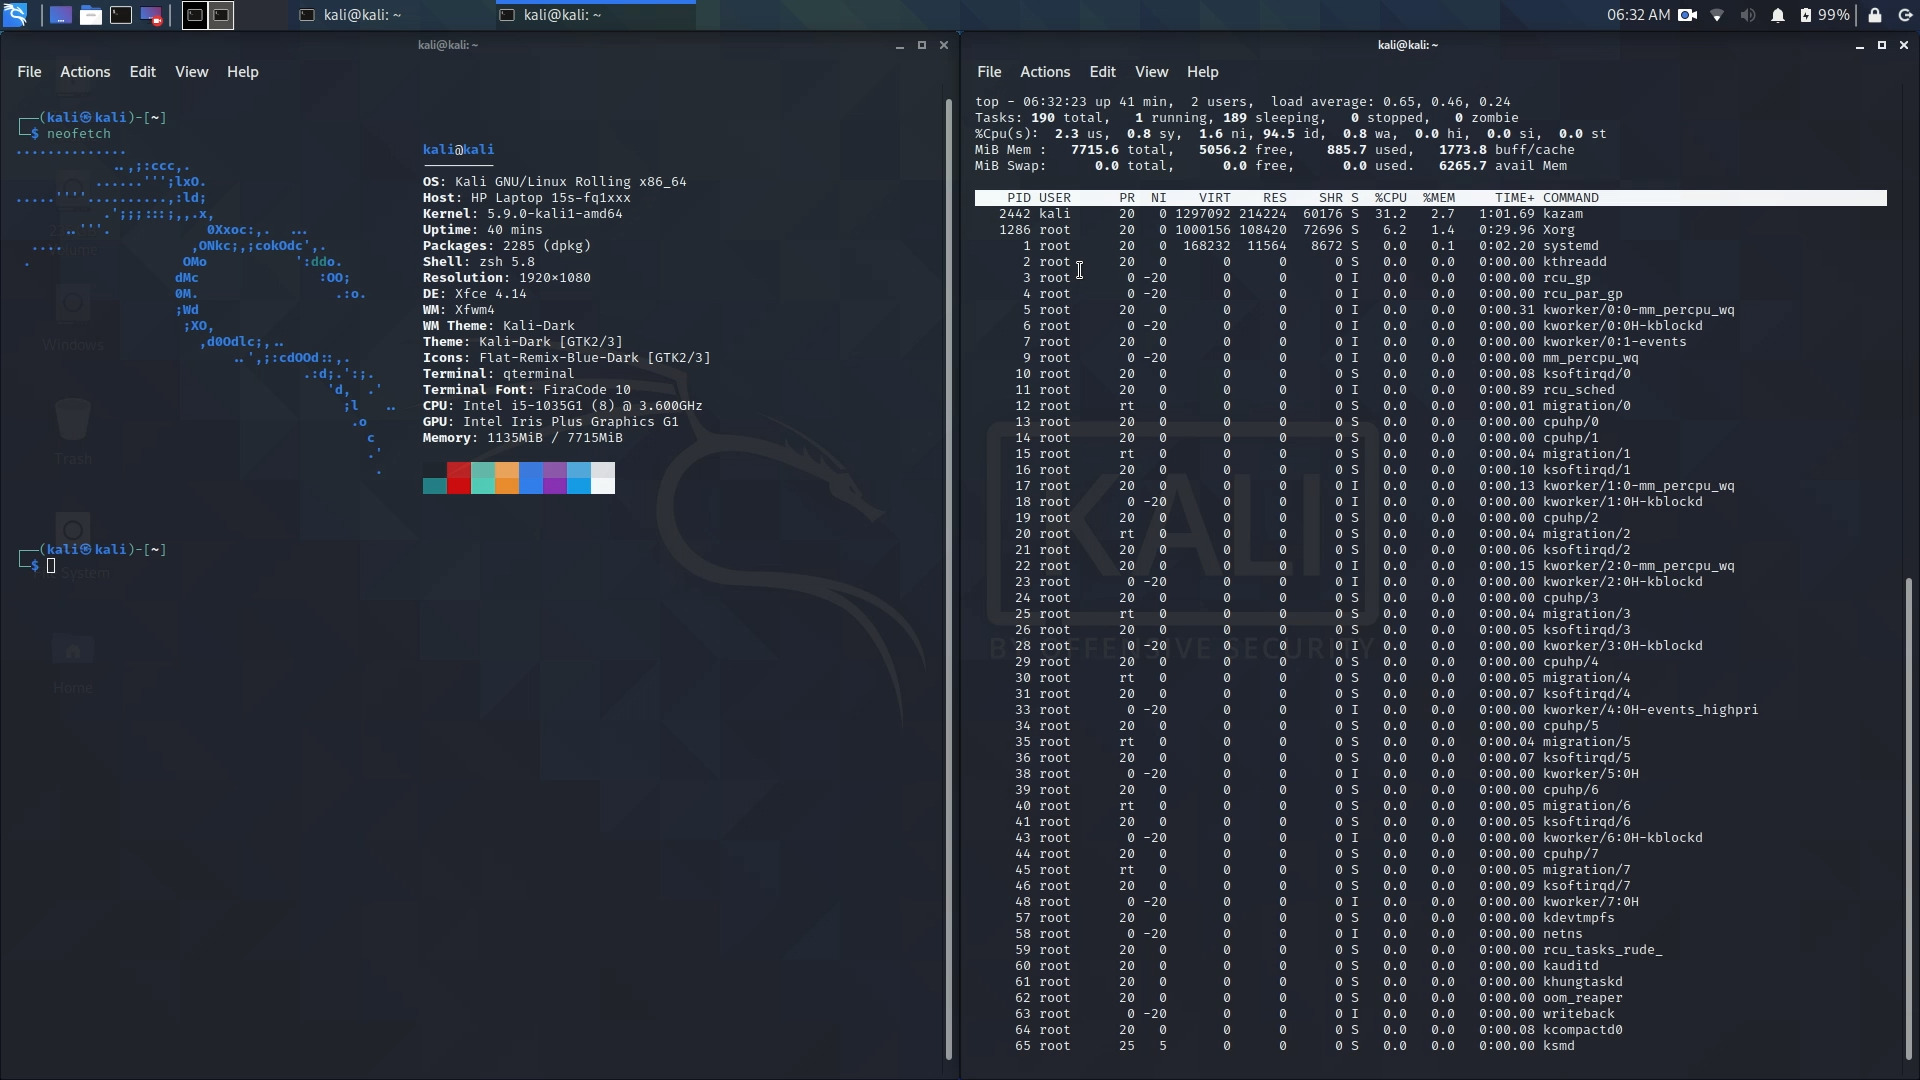 kali@kali: ~
kali@kali: ~
06:32 AM
99%
kali@kali: ~
File Actions Edit View Help
┌──(kali㉿kali)-[~]
└─$ neofetch
..............
..,;:ccc,.
......''';lxO.
.....''''..........,:ld;
.';;;:::;,,.x,
..'''. 0Xxoc:,. ...
.... ,ONkc;,;cokOdc',.
. OMo ':ddo.
dMc :OO;
0M. .:o.
;Wd
;XO,
,d0Odlc;,..
..',;:cdOOd::,.
.:d;.':;.
'd, .'
;l ..
.o
c
.'
.
kali@kali
OS: Kali GNU/Linux Rolling x86_64
Host: HP Laptop 15s-fq1xxx
Kernel: 5.9.0-kali1-amd64
Uptime: 40 mins
Packages: 2285 (dpkg)
Shell: zsh 5.8
Resolution: 1920×1080
DE: Xfce 4.14
WM: Xfwm4
WM Theme: Kali-Dark
Theme: Kali-Dark [GTK2/3]
Icons: Flat-Remix-Blue-Dark [GTK2/3]
Terminal: qterminal
Terminal Font: FiraCode 10
CPU: Intel i5-1035G1 (8) @ 3.600GHz
GPU: Intel Iris Plus Graphics G1
Memory: 1135MiB / 7715MiB
┌──(kali㉿kali)-[~]
└─$
Windows
Trash
System
Home
kali@kali: ~
File Actions Edit View Help
top - 06:32:23 up 41 min, 2 users, load average: 0.65, 0.46, 0.24
Tasks: 190 total, 1 running, 189 sleeping, 0 stopped, 0 zombie
%Cpu(s): 2.3 us, 0.8 sy, 1.6 ni, 94.5 id, 0.8 wa, 0.0 hi, 0.0 si, 0.0 st
MiB Mem : 7715.6 total, 5056.2 free, 885.7 used. 1773.8 buff/cache
MiB Swap: 0.0 total, 0.0 free, 0.0 used. 6265.7 avail Mem
PID USER PR NI VIRT RES SHR S %CPU %MEM TIME+ COMMAND
2442 kali 20 0 1297092 214224 60176 S 31.2 2.7 1:01.69 kazam
1286 root 20 0 1000156 108420 72696 S 6.2 1.4 0:29.96 Xorg
1 root 20 0 168232 11564 8672 S 0.0 0.1 0:02.20 systemd
2 root 20 0 0 0 0 S 0.0 0.0 0:00.00 kthreadd
3 root 0 -20 0 0 0 I 0.0 0.0 0:00.00 rcu_gp
4 root 0 -20 0 0 0 I 0.0 0.0 0:00.00 rcu_par_gp
5 root 20 0 0 0 0 I 0.0 0.0 0:00.31 kworker/0:0-mm_percpu_wq
6 root 0 -20 0 0 0 I 0.0 0.0 0:00.00 kworker/0:0H-kblockd
7 root 20 0 0 0 0 I 0.0 0.0 0:00.00 kworker/0:1-events
9 root 0 -20 0 0 0 I 0.0 0.0 0:00.00 mm_percpu_wq
10 root 20 0 0 0 0 S 0.0 0.0 0:00.08 ksoftirqd/0
11 root 20 0 0 0 0 I 0.0 0.0 0:00.89 rcu_sched
12 root rt 0 0 0 0 S 0.0 0.0 0:00.01 migration/0
13 root 20 0 0 0 0 S 0.0 0.0 0:00.00 cpuhp/0
14 root 20 0 0 0 0 S 0.0 0.0 0:00.00 cpuhp/1
15 root rt 0 0 0 0 S 0.0 0.0 0:00.04 migration/1
16 root 20 0 0 0 0 S 0.0 0.0 0:00.10 ksoftirqd/1
17 root 20 0 0 0 0 I 0.0 0.0 0:00.13 kworker/1:0-mm_percpu_wq
18 root 0 -20 0 0 0 I 0.0 0.0 0:00.00 kworker/1:0H-kblockd
19 root 20 0 0 0 0 S 0.0 0.0 0:00.00 cpuhp/2
20 root rt 0 0 0 0 S 0.0 0.0 0:00.04 migration/2
21 root 20 0 0 0 0 S 0.0 0.0 0:00.06 ksoftirqd/2
22 root 20 0 0 0 0 I 0.0 0.0 0:00.15 kworker/2:0-mm_percpu_wq
23 root 0 -20 0 0 0 I 0.0 0.0 0:00.00 kworker/2:0H-kblockd
24 root 20 0 0 0 0 S 0.0 0.0 0:00.00 cpuhp/3
25 root rt 0 0 0 0 S 0.0 0.0 0:00.04 migration/3
26 root 20 0 0 0 0 S 0.0 0.0 0:00.05 ksoftirqd/3
28 root 0 -20 0 0 0 I 0.0 0.0 0:00.00 kworker/3:0H-kblockd
29 root 20 0 0 0 0 S 0.0 0.0 0:00.00 cpuhp/4
30 root rt 0 0 0 0 S 0.0 0.0 0:00.05 migration/4
31 root 20 0 0 0 0 S 0.0 0.0 0:00.07 ksoftirqd/4
33 root 0 -20 0 0 0 I 0.0 0.0 0:00.00 kworker/4:0H-events_highpri
34 root 20 0 0 0 0 S 0.0 0.0 0:00.00 cpuhp/5
35 root rt 0 0 0 0 S 0.0 0.0 0:00.04 migration/5
36 root 20 0 0 0 0 S 0.0 0.0 0:00.07 ksoftirqd/5
38 root 0 -20 0 0 0 I 0.0 0.0 0:00.00 kworker/5:0H
39 root 20 0 0 0 0 S 0.0 0.0 0:00.00 cpuhp/6
40 root rt 0 0 0 0 S 0.0 0.0 0:00.05 migration/6
41 root 20 0 0 0 0 S 0.0 0.0 0:00.05 ksoftirqd/6
43 root 0 -20 0 0 0 I 0.0 0.0 0:00.00 kworker/6:0H-kblockd
44 root 20 0 0 0 0 S 0.0 0.0 0:00.00 cpuhp/7
45 root rt 0 0 0 0 S 0.0 0.0 0:00.05 migration/7
46 root 20 0 0 0 0 S 0.0 0.0 0:00.09 ksoftirqd/7
48 root 0 -20 0 0 0 I 0.0 0.0 0:00.00 kworker/7:0H
57 root 20 0 0 0 0 S 0.0 0.0 0:00.00 kdevtmpfs
58 root 0 -20 0 0 0 I 0.0 0.0 0:00.00 netns
59 root 20 0 0 0 0 S 0.0 0.0 0:00.00 rcu_tasks_rude_
60 root 20 0 0 0 0 S 0.0 0.0 0:00.00 kauditd
61 root 20 0 0 0 0 S 0.0 0.0 0:00.00 khungtaskd
62 root 20 0 0 0 0 S 0.0 0.0 0:00.00 oom_reaper
63 root 0 -20 0 0 0 I 0.0 0.0 0:00.00 writeback
64 root 20 0 0 0 0 S 0.0 0.0 0:00.08 kcompactd0
65 root 25 5 0 0 0 S 0.0 0.0 0:00.00 ksmd
KALI
BY OFFENSIVE SECURITY